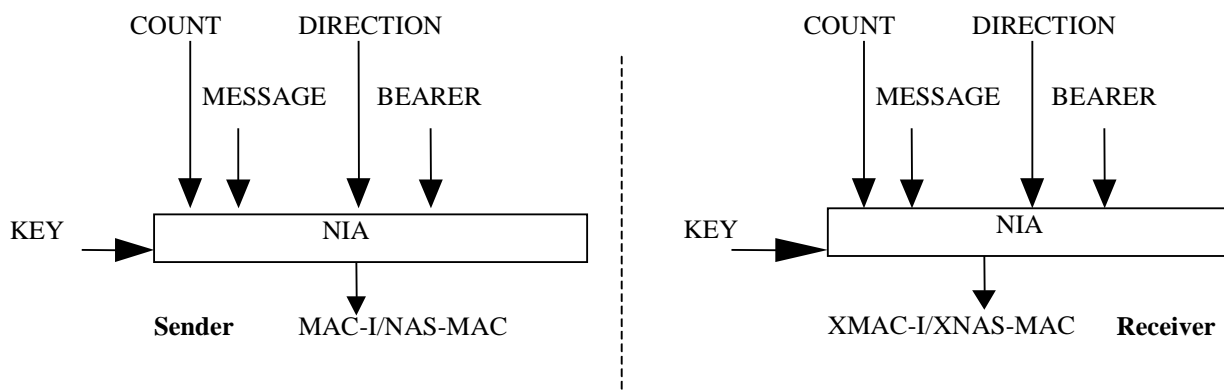 COUNT DIRECTION
MESSAGE BEARER
KEY NIA
Sender MAC-I/NAS-MAC
COUNT DIRECTION
MESSAGE BEARER
KEY NIA
XMAC-I/XNAS-MAC Receiver